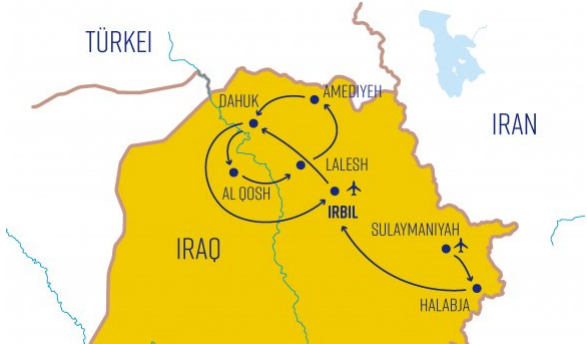 TÜRKEI
AMEDIYEH
DAHUK
IRAN
LALESH
AL QOSH
IRBIL
SULAYMANIYAH
IRAQ
HALABJA